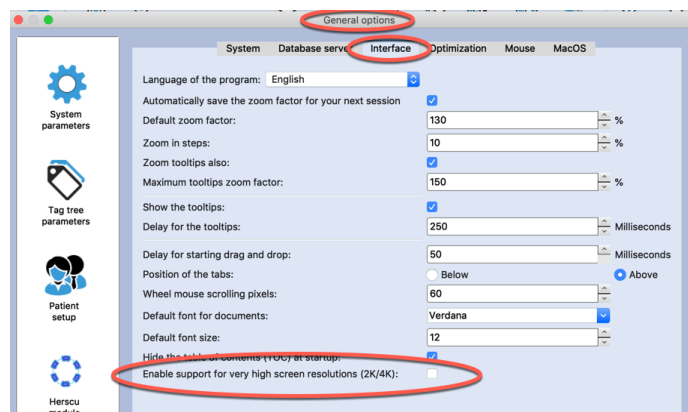 General options
System Database server Interface Optimization Mouse MacOS
Language of the program: English
Automatically save the zoom factor for your next session
Default zoom factor: 130 %
Zoom in steps: 10 %
Zoom tooltips also:
Maximum tooltips zoom factor: 150 %
Show the tooltips:
Delay for the tooltips: 250 Milliseconds
Delay for starting drag and drop: 50 Milliseconds
Position of the tabs: Below Above
Wheel mouse scrolling pixels: 60
Default font for documents: Verdana
Default font size: 12
Hide the table of contents (TOC) at startup:
Enable support for very high screen resolutions (2K/4K):
System
parameters
Tag tree
parameters
Patient
setup
Herscu
module